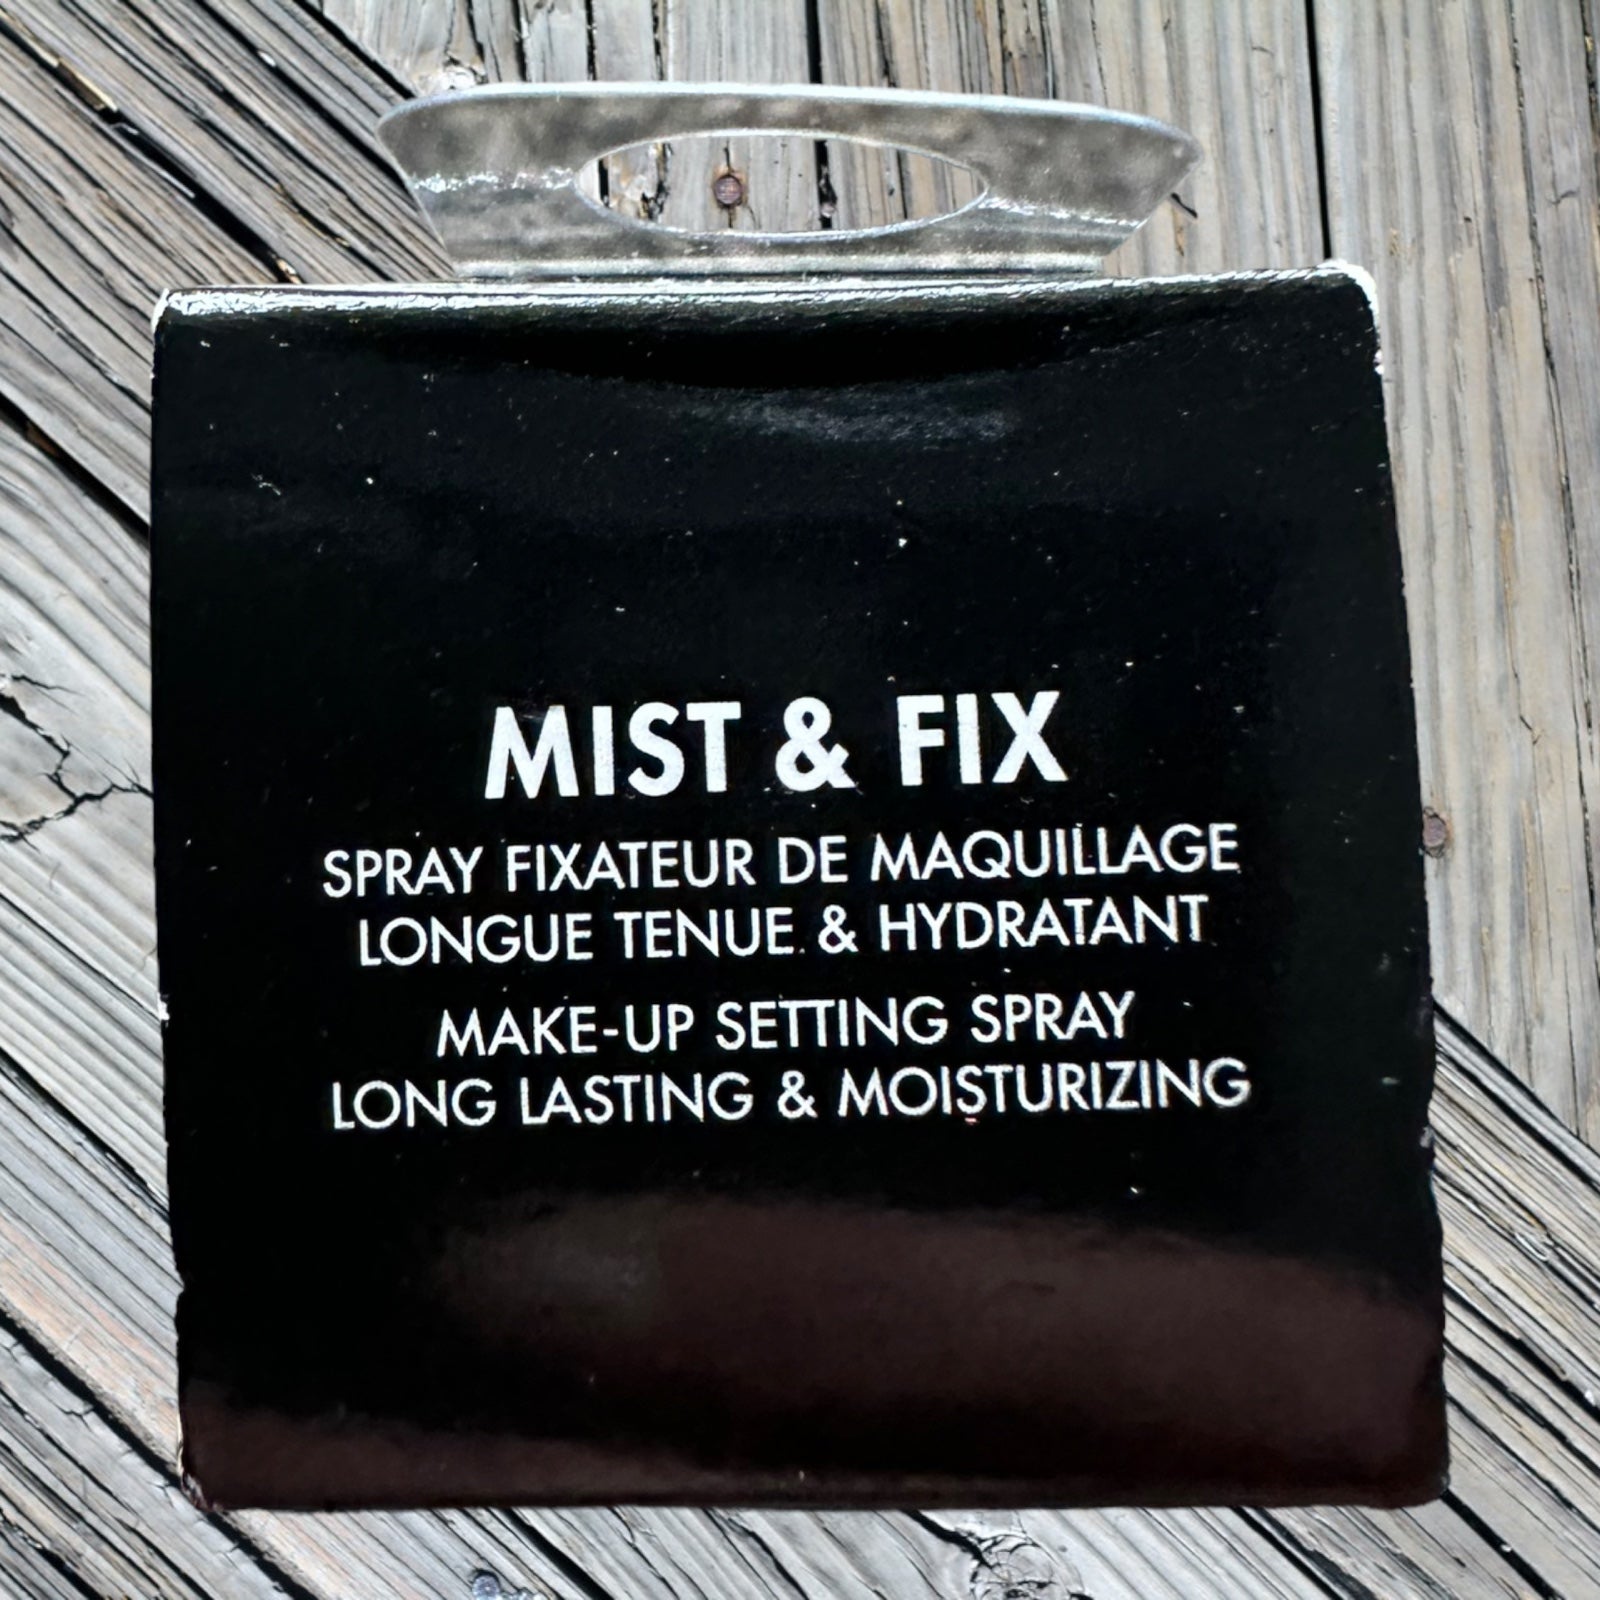 MIST & FIX
SPRAY FIXATEUR DE MAQUILLAGE
LONGUE TENUE & HYDRATANT
MAKE-UP SETTING SPRAY
LONG LASTING & MOISTURIZING